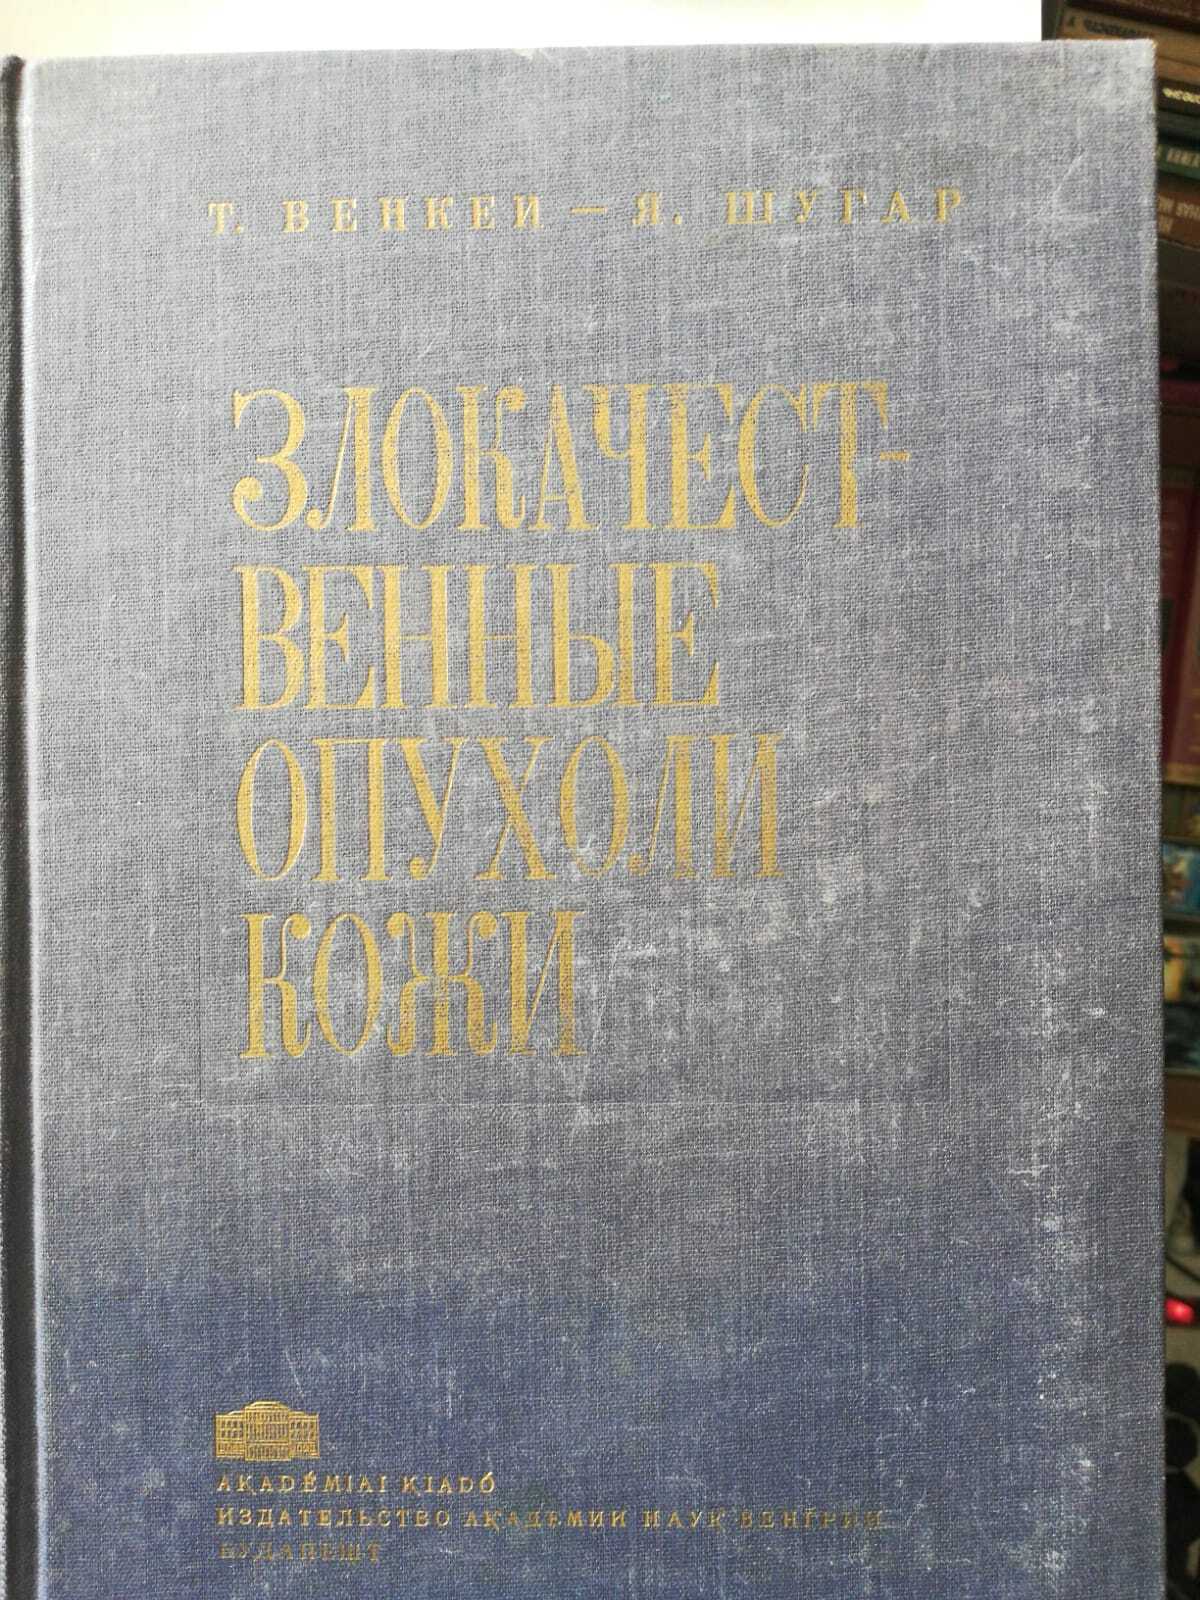 Т. ВЕНКЕИ — Я. ШУГАР
ЗЛОКАЧЕСТ-
ВЕННЫЕ
ОПУХОЛИ
КОЖИ
AKADÉMIAI KIADÓ
ИЗДАТЕЛЬСТВО АКАДЕМИИ НАУК ВЕНГРИИ
БУДАПЕШТ